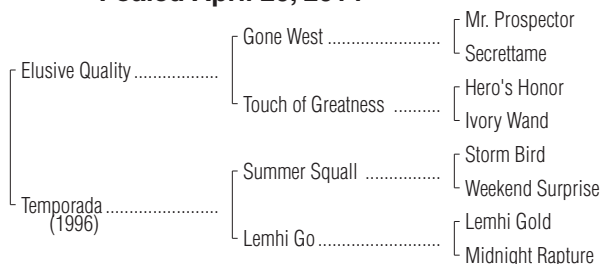 April
Mr. Prospector
Gone West ........................
Secrettame
Elusive Quality ..................
Hero's Honor
Touch of Greatness ..........
Ivory Wand
Storm Bird
Summer Squall ................
Weekend Surprise
Temporada ........................
(1996)
Lemhi Gold
Lemhi Go ..........................
Midnight Rapture